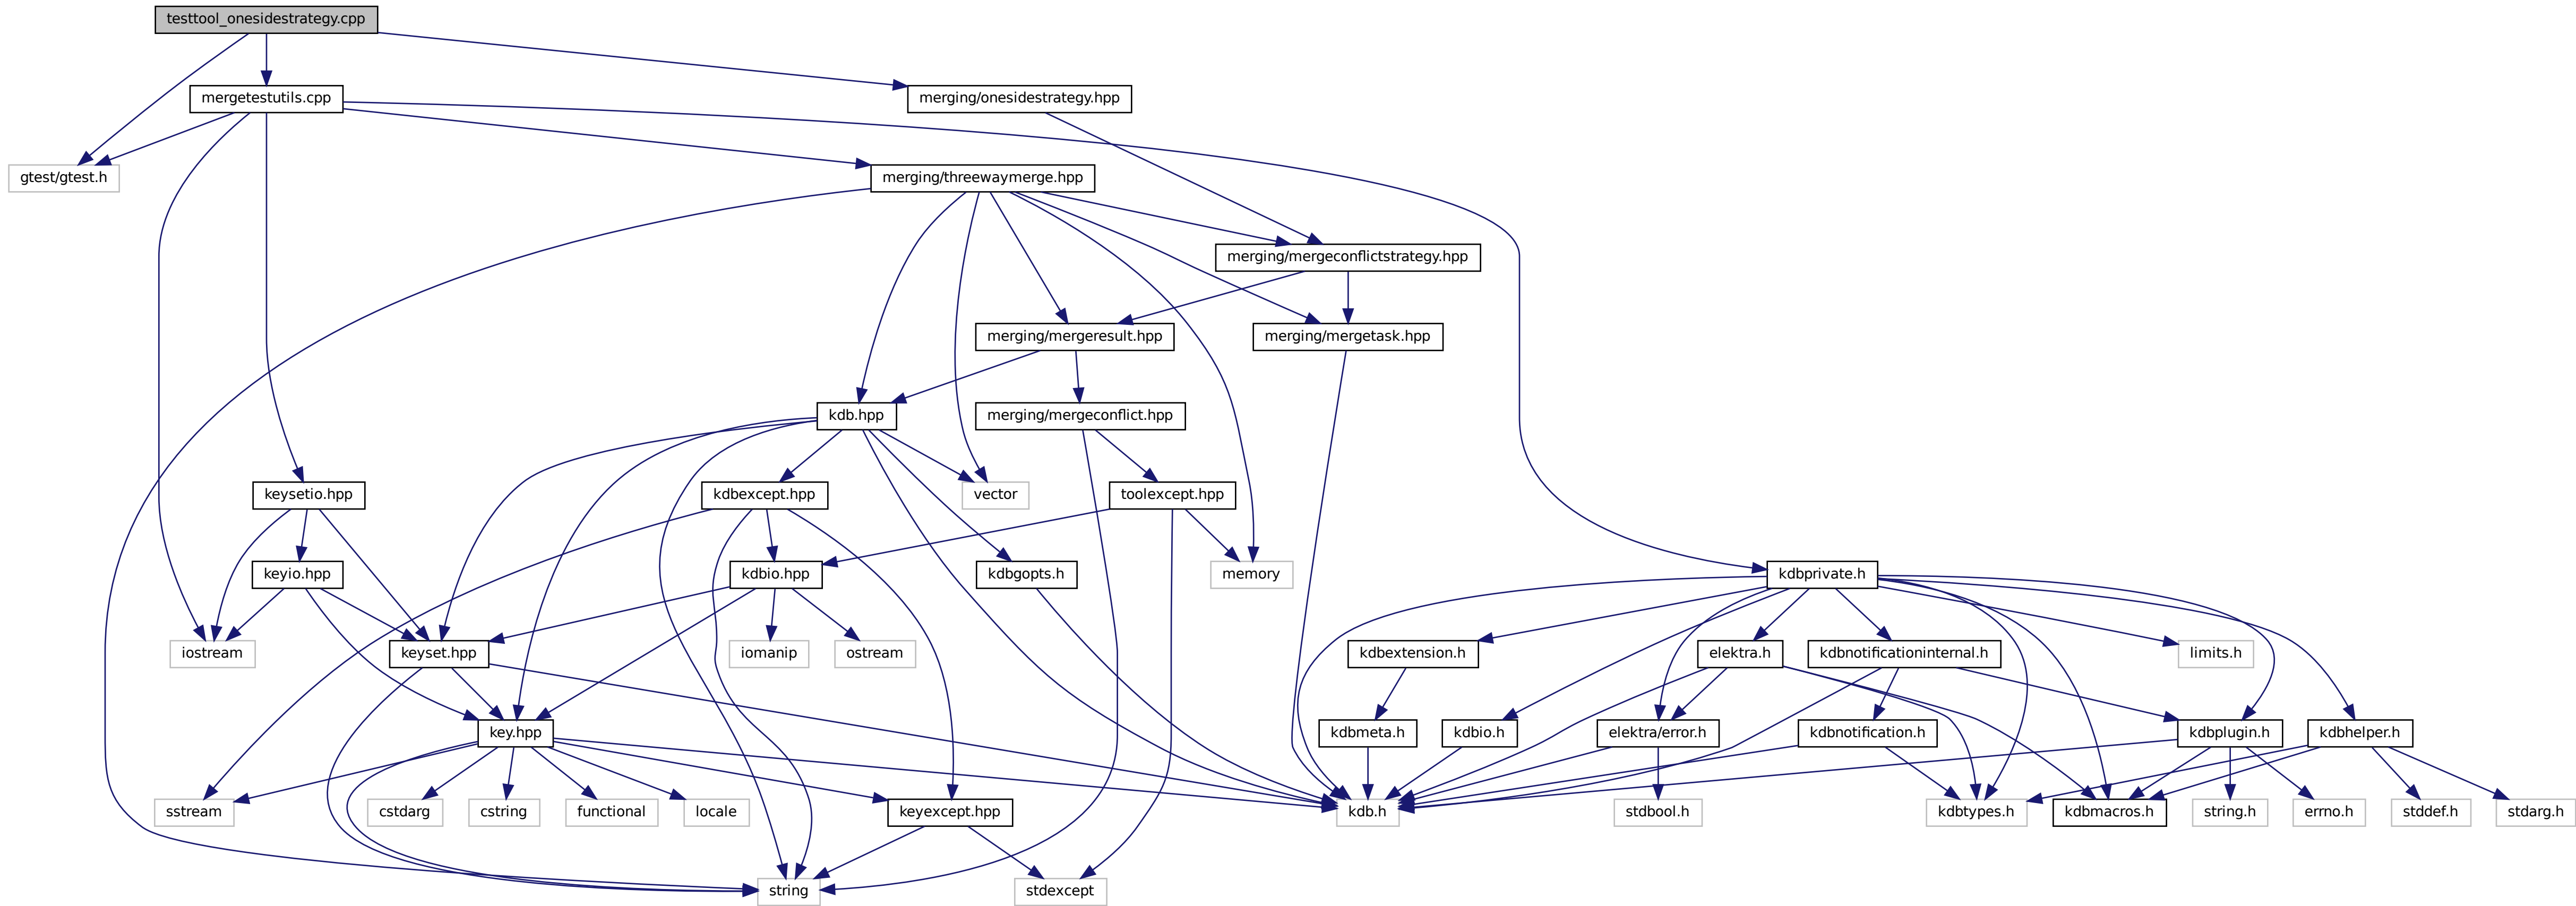 testtool_onesidestrategy.cpp
mergetestutils.cpp
merging/onesidestrategy.hpp
gtest/gtest.h
merging/threewaymerge.hpp
merging/mergeconflictstrategy.hpp
merging/mergeresult.hpp
merging/mergetask.hpp
kdb.hpp
merging/mergeconflict.hpp
keysetio.hpp
kdbexcept.hpp
vector
toolexcept.hpp
keyio.hpp
kdbio.hpp
kdbgopts.h
memory
kdbprivate.h
iostream
keyset.hpp
iomanip
ostream
kdbextension.h
elektra.h
kdbnotificationinternal.h
limits.h
key.hpp
kdbmeta.h
kdbio.h
elektra/error.h
kdbnotification.h
kdbplugin.h
kdbhelper.h
sstream
cstdarg
cstring
functional
locale
keyexcept.hpp
kdb.h
stdbool.h
kdbtypes.h
kdbmacros.h
string.h
errno.h
stddef.h
stdarg.h
string
stdexcept